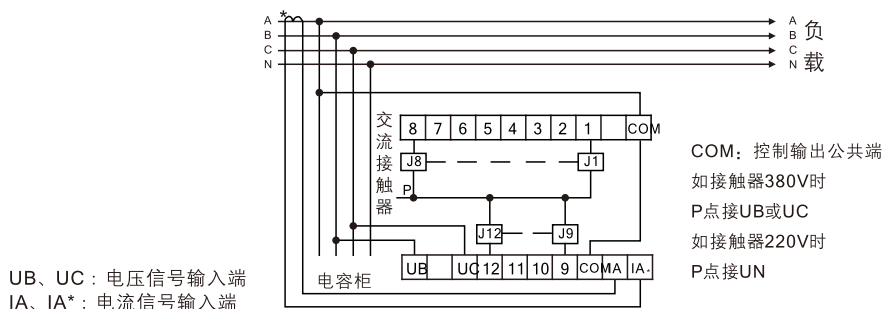 A * A
B B 负
C C
N N 载
交流接触器
8 7 6 5 4 3 2 1 COM
J8 J1
P
J12 J9
UB UC 12 11 10 9 COM IA IA*
电容柜
COM：控制输出公共端
如接触器380V时
P点接UB或UC
如接触器220V时
P点接UN
UB、UC：电压信号输入端
IA、IA*：电流信号输入端